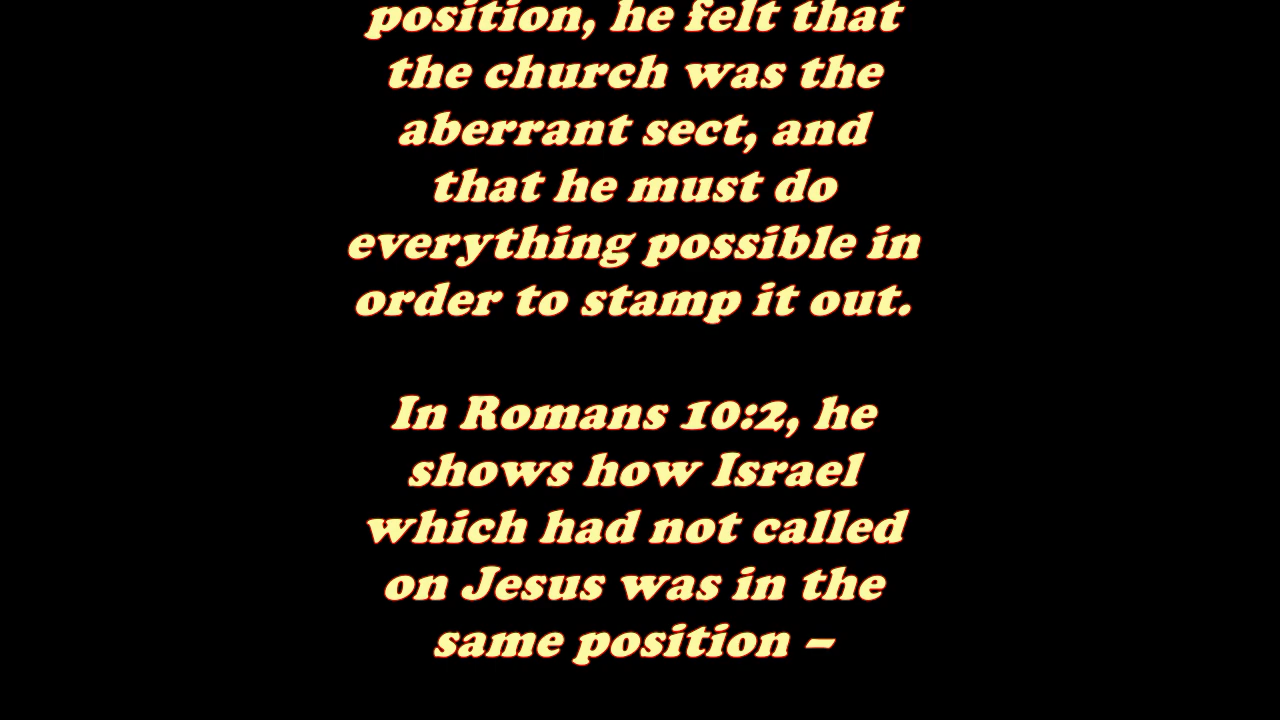 position, he felt that
the church was the
aberrant sect, and
that he must do
everything possible in
order to stamp it out.
In Romans 10:2, he
shows how Israel
which had not called
on Jesus was in the
same position –